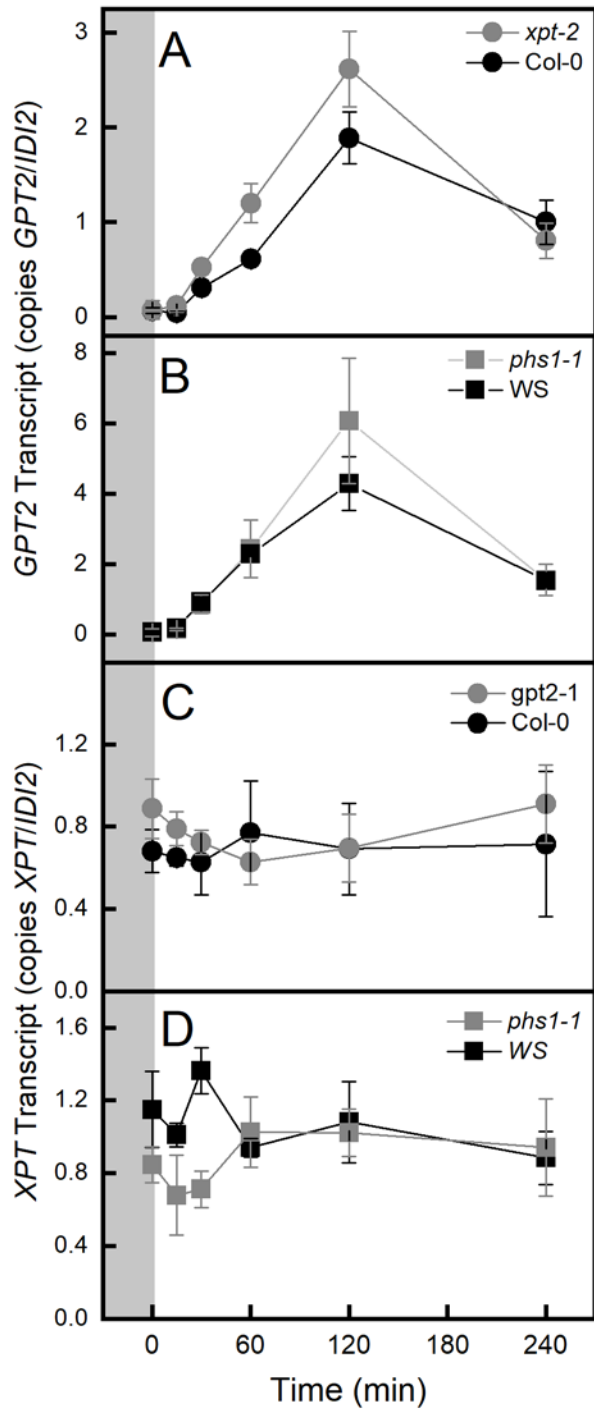 A
xpt-2
Col-0
3
2
1
0
GPT2 Transcript (copies GPT2/IDI2)
B
phs1-1
WS
8
6
4
2
0
C
gpt2-1
Col-0
1.2
0.8
0.4
0.0
XPT Transcript (copies XPT/IDI2)
D
phs1-1
WS
1.6
1.2
0.8
0.4
0.0
0 60 120 180 240
Time (min)